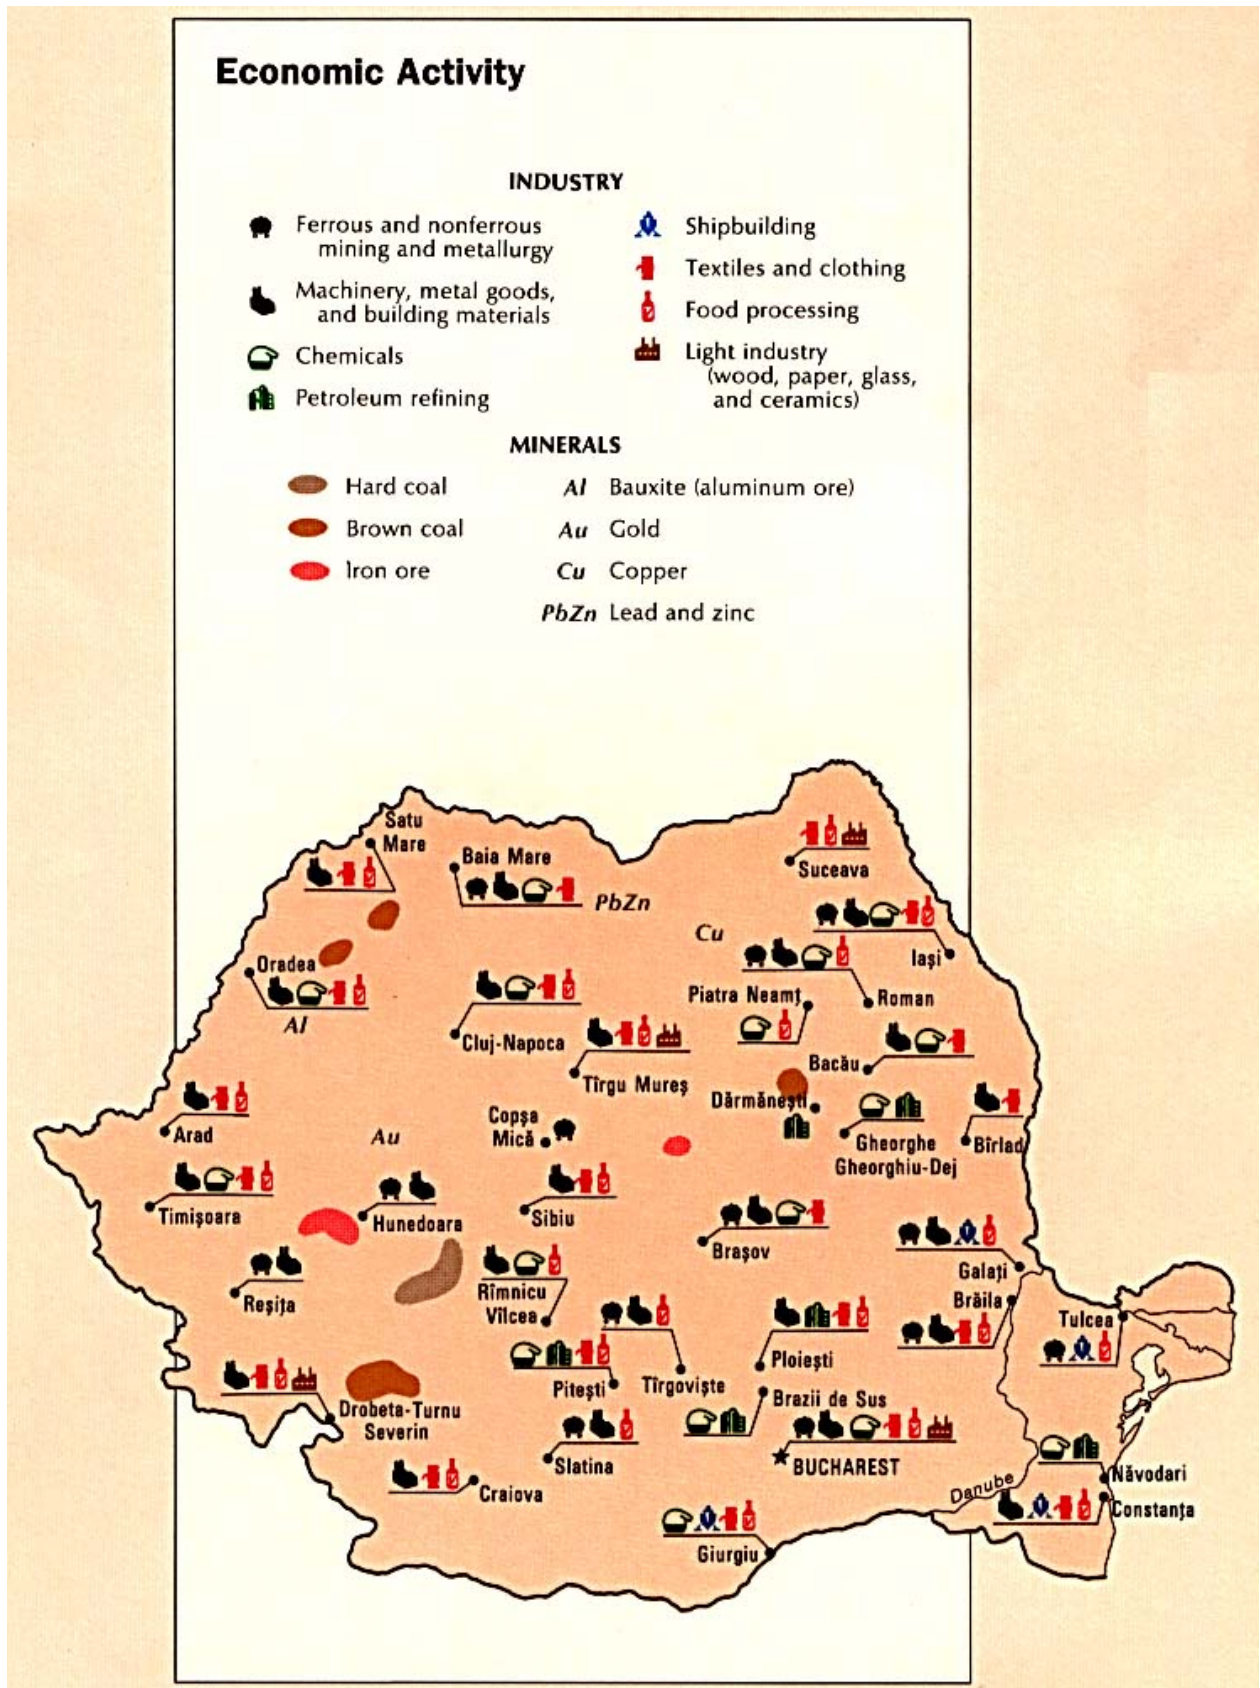 Economic Activity
INDUSTRY
Ferrous and nonferrous
mining and metallurgy
Machinery, metal goods,
and building materials
Chemicals
Petroleum refining
Shipbuilding
Textiles and clothing
Food processing
Light industry
(wood, paper, glass,
and ceramics)
MINERALS
Hard coal
Brown coal
Iron ore
Al Bauxite (aluminum ore)
Au Gold
Cu Copper
PbZn Lead and zinc
Satu
Mare
Baia Mare
PbZn
Suceava
Cu
Iași
Oradea
Al
Piatra Neamţ
Roman
Cluj-Napoca
Tîrgu Mureș
Bacău
Dărmănești
Gheorghe
Gheorghiu-Dej
Bîrlad
Arad
Au
Copșa
Mică
Timișoara
Hunedoara
Sibiu
Brașov
Galaţi
Reșiţa
Rîmnicu
Vîlcea
Brăila
Tulcea
Ploiești
Pitești
Tîrgoviște
Brazii de Sus
Drobeta-Turnu
Severin
Slatina
BUCHAREST
Craiova
Danube
Năvodari
Constanţa
Giurgiu